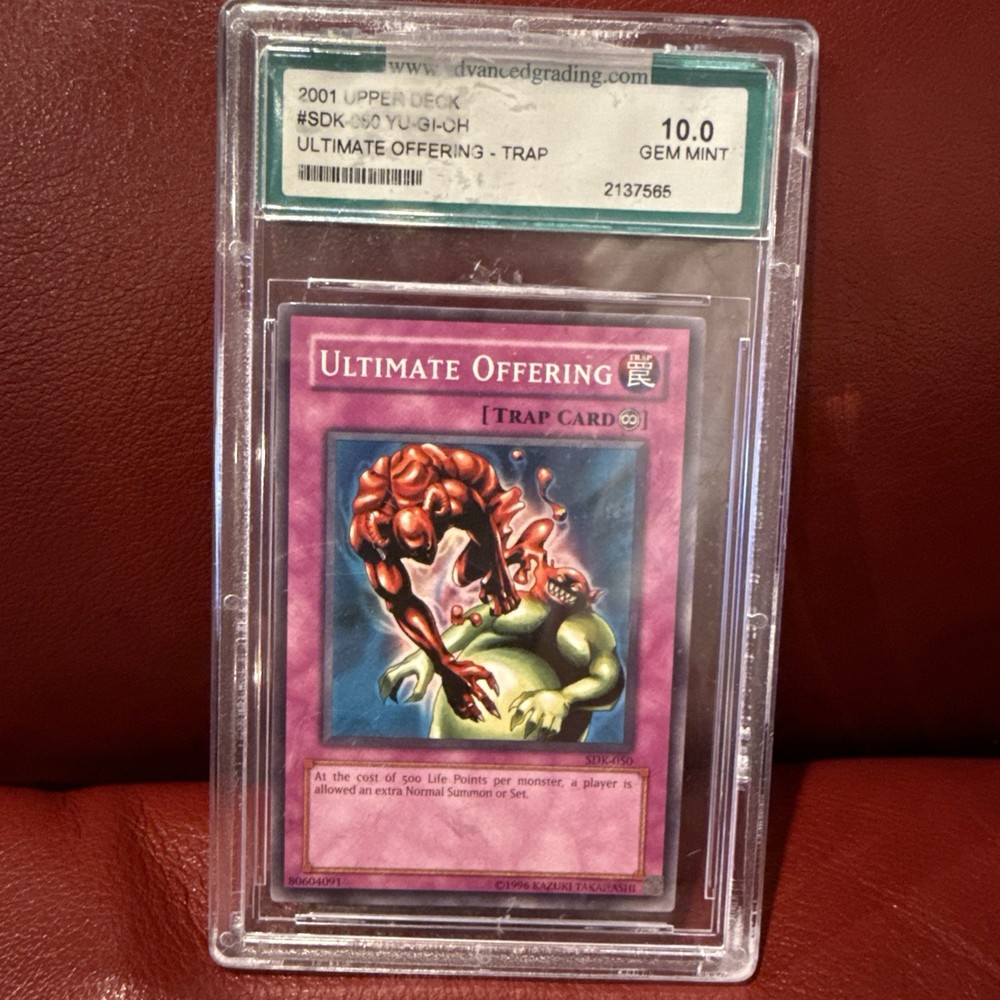 www dvancedgrading.com
2001 UPPER DECK
#SDK-050 YU-GI-OH
ULTIMATE OFFERING - TRAP
10.0
GEM MINT
2137565
ULTIMATE OFFERING
TRAP
罠
[TRAP CARD∞]
SDK-050
At the cost of 500 Life Points per monster, a player is
allowed an extra Normal Summon or Set.
80604091
©1996 KAZUKI TAKAHASHI